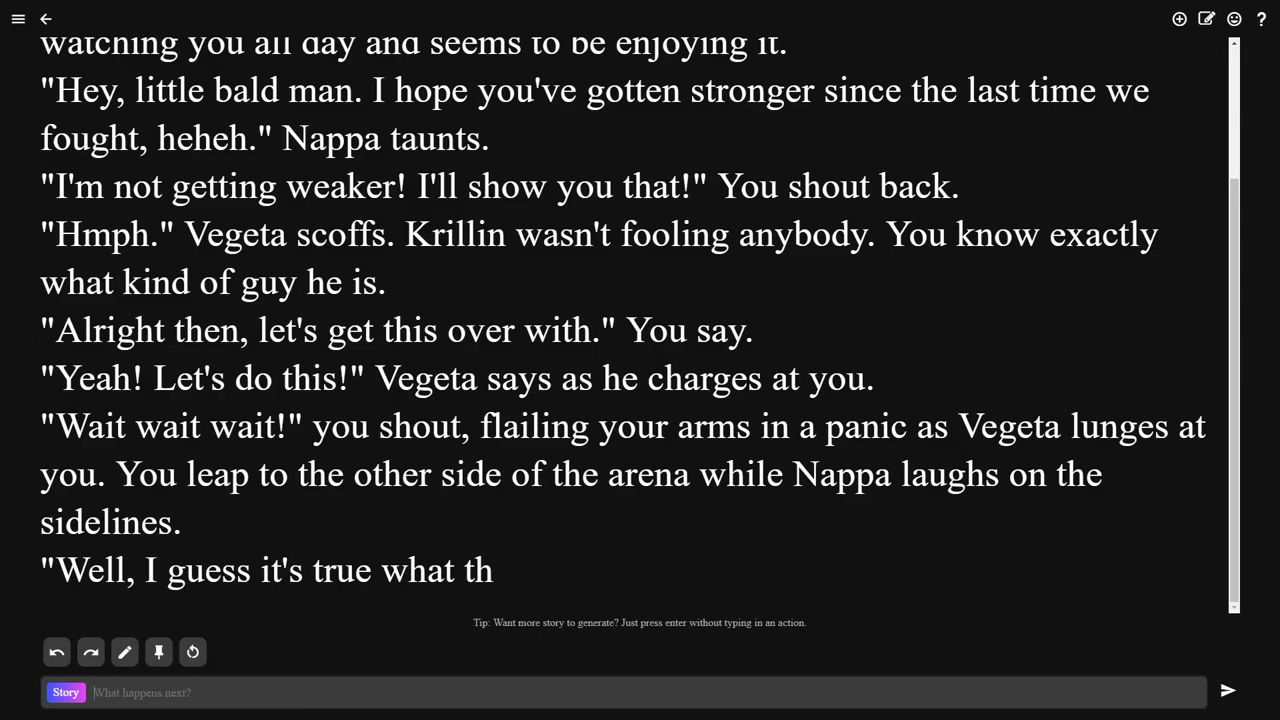 watching you all day and seems to be enjoying it.
"Hey, little bald man. I hope you've gotten stronger since the last time we
fought, heheh." Nappa taunts.
"I'm not getting weaker! I'll show you that!" You shout back.
"Hmph." Vegeta scoffs. Krillin wasn't fooling anybody. You know exactly
what kind of guy he is.
"Alright then, let's get this over with." You say.
"Yeah! Let's do this!" Vegeta says as he charges at you.
"Wait wait wait!" you shout, flailing your arms in a panic as Vegeta lunges at
you. You leap to the other side of the arena while Nappa laughs on the
sidelines.
"Well, I guess it's true what th
Tip: Want more story to generate? Just press enter without typing in an action.
Story What happens next?